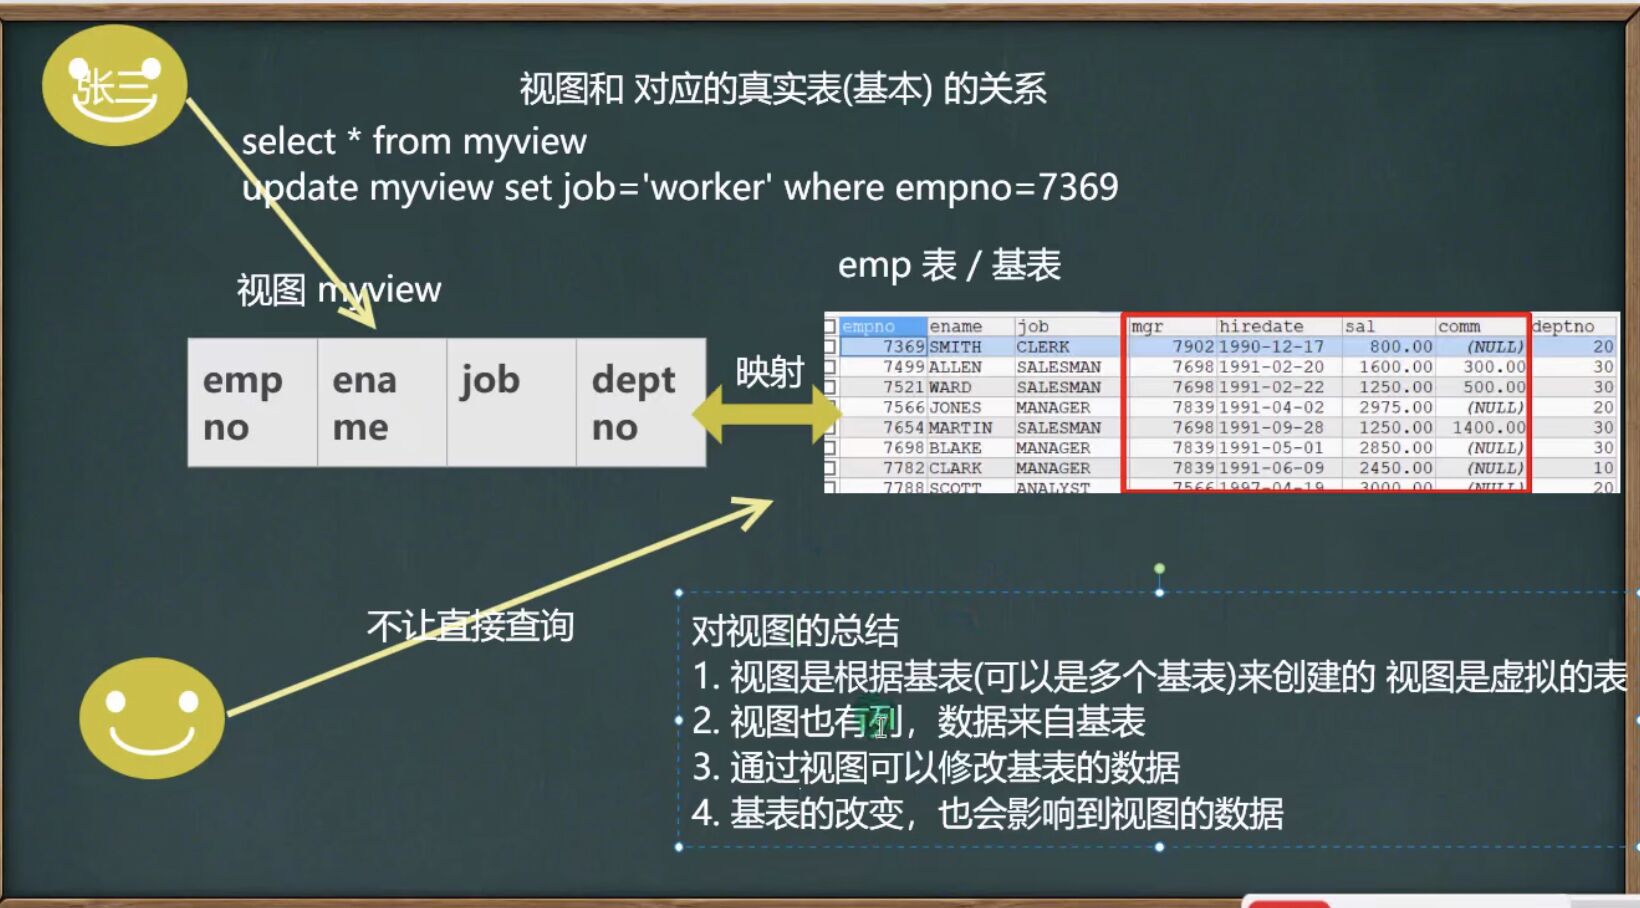 张三
视图和 对应的真实表(基本) 的关系
select * from myview
update myview set job='worker' where empno=7369
视图 myview
emp 表 / 基表
emp no
ena me
job
dept no
映射
empno ename job mgr hiredate sal comm deptno
7369 SMITH CLERK 7902 1990-12-17 800.00 (NULL) 20
7499 ALLEN SALESMAN 7698 1991-02-20 1600.00 300.00 30
7521 WARD SALESMAN 7698 1991-02-22 1250.00 500.00 30
7566 JONES MANAGER 7839 1991-04-02 2975.00 (NULL) 20
7654 MARTIN SALESMAN 7698 1991-09-28 1250.00 1400.00 30
7698 BLAKE MANAGER 7839 1991-05-01 2850.00 (NULL) 30
7782 CLARK MANAGER 7839 1991-06-09 2450.00 (NULL) 10
7788 SCOTT ANALYST 7566 1997-04-19 3000.00 (NULL) 20
不让直接查询
对视图的总结
1. 视图是根据基表(可以是多个基表)来创建的 视图是虚拟的表
2. 视图也有列，数据来自基表
3. 通过视图可以修改基表的数据
4. 基表的改变，也会影响到视图的数据